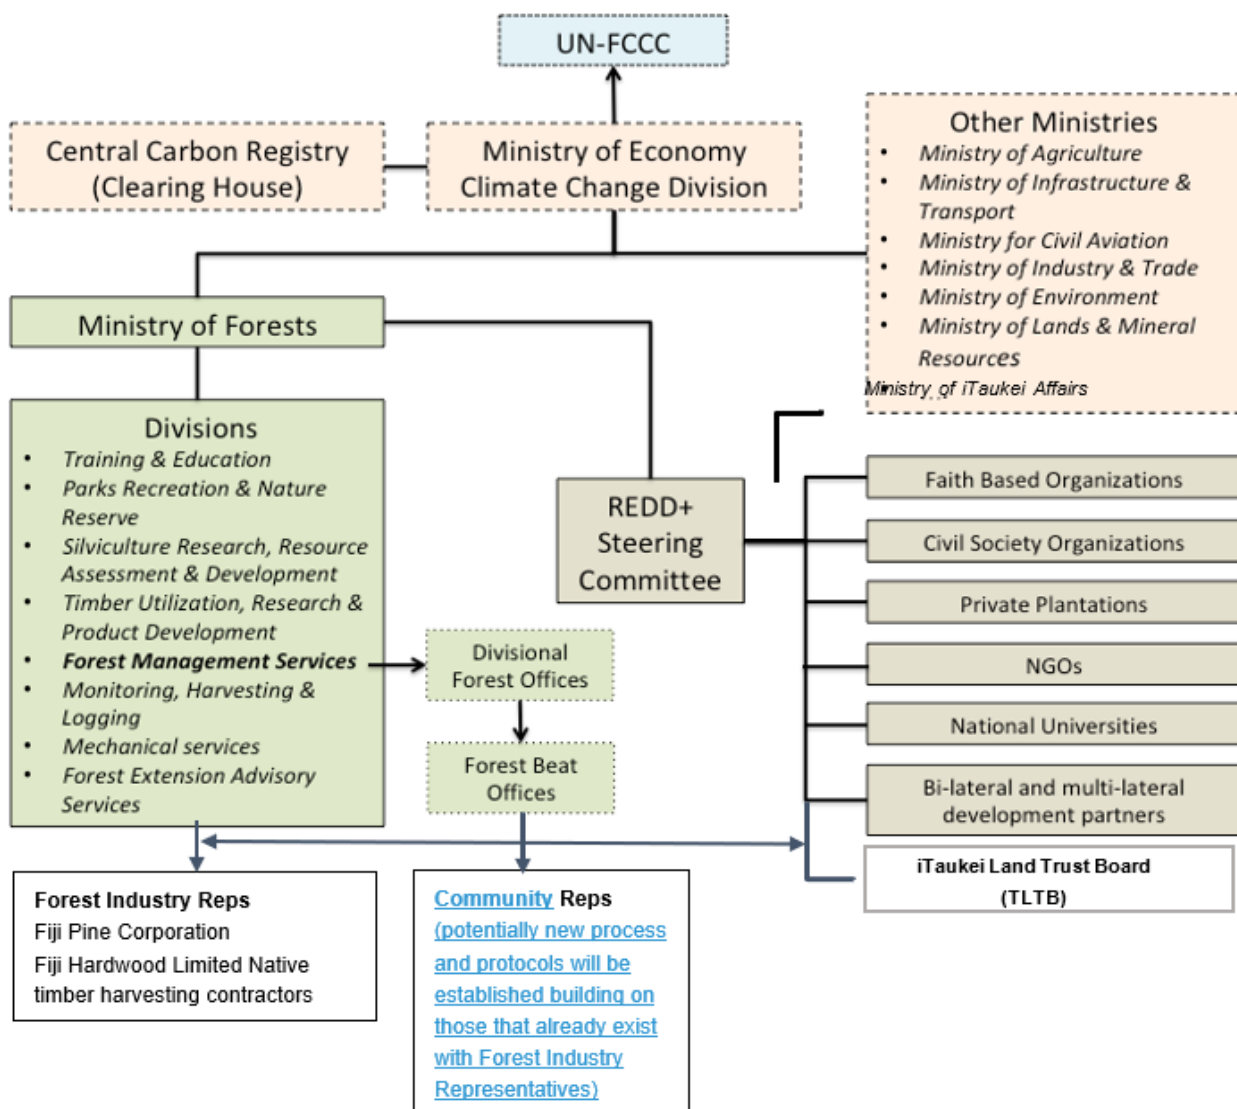 UN-FCCC
Central Carbon Registry
(Clearing House)
Ministry of Economy
Climate Change Division
Other Ministries
• Ministry of Agriculture
• Ministry of Infrastructure &
Transport
• Ministry for Civil Aviation
• Ministry of Industry & Trade
• Ministry of Environment
• Ministry of Lands & Mineral
Resources
Ministry of iTaukei Affairs
Ministry of Forests
Divisions
• Training & Education
• Parks Recreation & Nature
Reserve
• Silviculture Research, Resource
Assessment & Development
• Timber Utilization, Research &
Product Development
• Forest Management Services
• Monitoring, Harvesting &
Logging
• Mechanical services
• Forest Extension Advisory
Services
Divisional
Forest Offices
Forest Beat
Offices
REDD+
Steering
Committee
Faith Based Organizations
Civil Society Organizations
Private Plantations
NGOs
National Universities
Bi-lateral and multi-lateral
development partners
iTaukei Land Trust Board
(TLTB)
Forest Industry Reps
Fiji Pine Corporation
Fiji Hardwood Limited Native
timber harvesting contractors
Community Reps
(potentially new process
and protocols will be
established building on
those that already exist
with Forest Industry
Representatives)